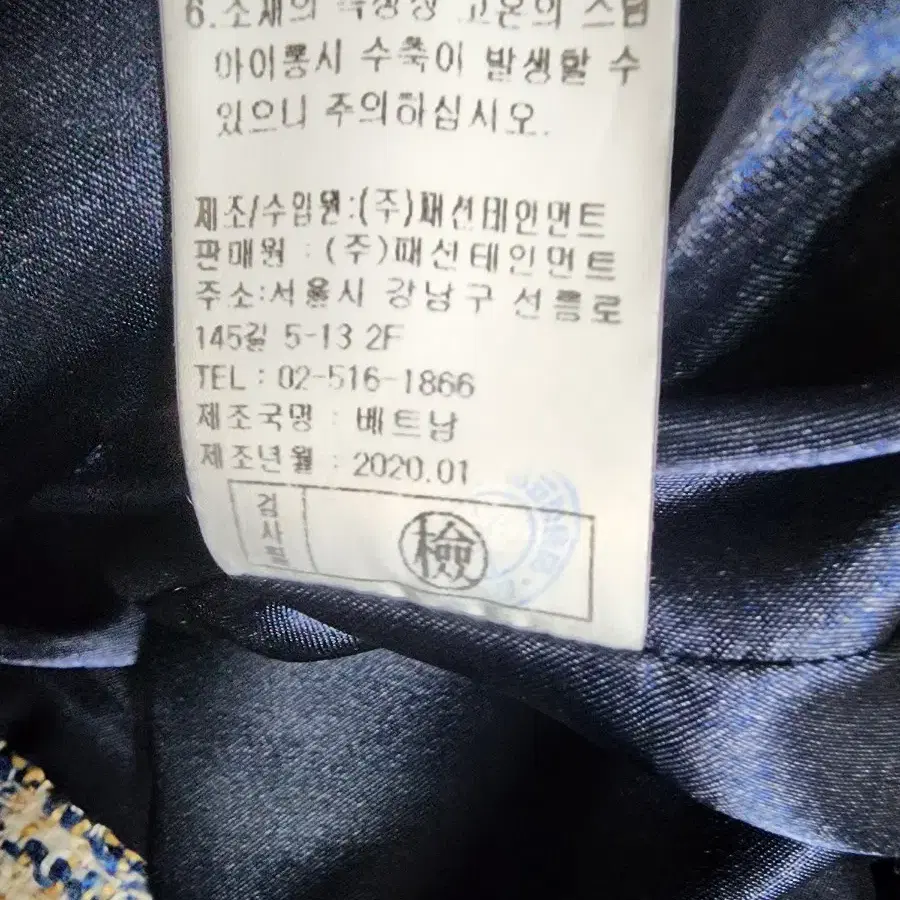 6. 소재의 특성상 고온의 스팀
아이롱시 수축이 발생할 수
있으니 주의하십시오.
제조/수입원:(주)패션테인먼트
판매원 : (주)패션테인먼트
주소:서울시 강남구 선릉로
145길 5-13 2F
TEL : 02-516-1866
제조국명 : 베트남
제조년월 : 2020.01
검사필
檢